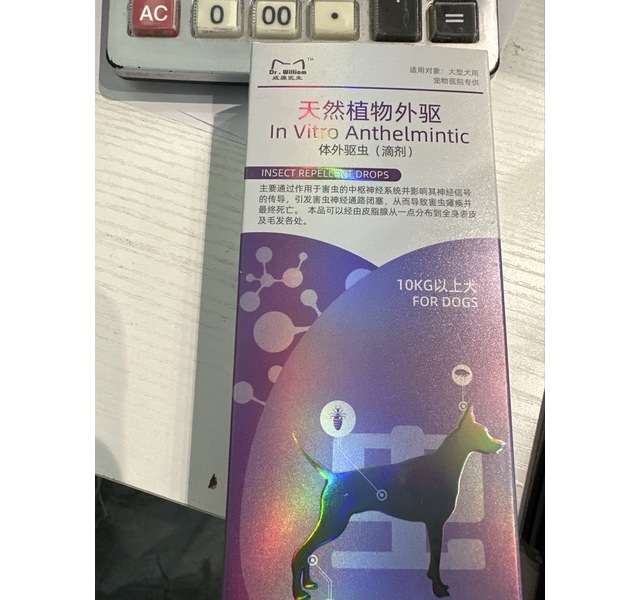 AC 0 00 • =
Dr. William™
威廉医生
适用对象：大型犬用
宠物医院专供
天然植物外驱
In Vitro Anthelmintic
体外驱虫（滴剂）
INSECT REPELLENT DROPS
主要通过作用于害虫的中枢神经系统并影响其神经信号
的传导，引发害虫神经通路闭塞，从而导致害虫瘫痪并
最终死亡。 本品可以经由皮脂腺从一点分布到全身表皮
及毛发各处。
10KG以上犬
FOR DOGS